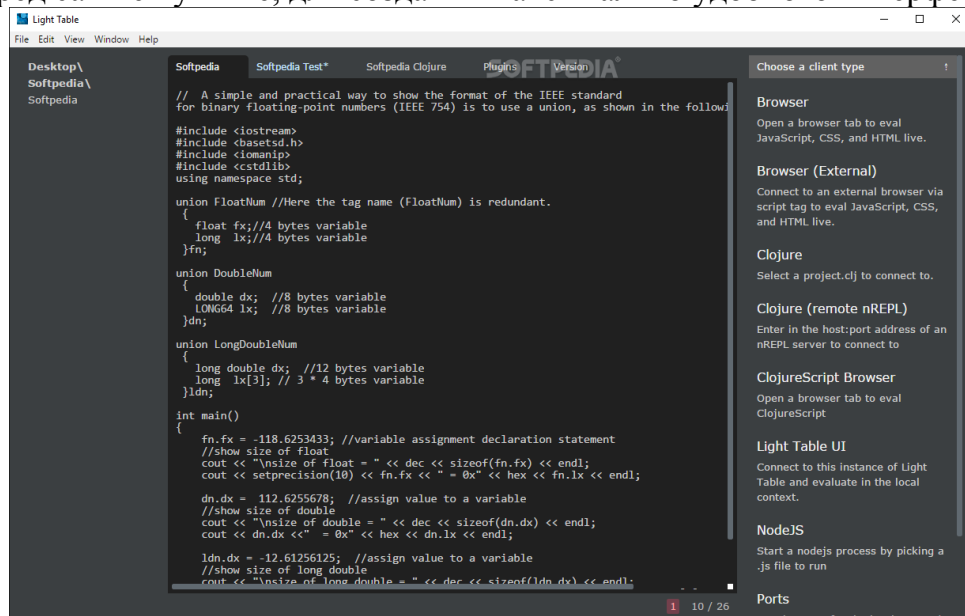 Light Table
File Edit View Window Help
Desktop\
Softpedia\
Softpedia
Softpedia Softpedia Test* Softpedia Clojure Plugins Version
SOFTPEDIA
// A simple and practical way to show the format of the IEEE standard
for binary floating-point numbers (IEEE 754) is to use a union, as shown in the followi
#include <iostream>
#include <basetsd.h>
#include <iomanip>
#include <cstdlib>
using namespace std;
union FloatNum //Here the tag name (FloatNum) is redundant.
{
float fx;//4 bytes variable
long lx;//4 bytes variable
}fn;
union DoubleNum
{
double dx; //8 bytes variable
LONG64 lx; //8 bytes variable
}dn;
union LongDoubleNum
{
long double dx; //12 bytes variable
long lx[3]; // 3 * 4 bytes variable
}ldn;
int main()
{
fn.fx = -118.6253433; //variable assignment declaration statement
//show size of float
cout << "\nsize of float = " << dec << sizeof(fn.fx) << endl;
cout << setprecision(10) << fn.fx << " = 0x" << hex << fn.lx << endl;
dn.dx = 112.6255678; //assign value to a variable
//show size of double
cout << "\nsize of double = " << dec << sizeof(dn.dx) << endl;
cout << dn.dx <<" = 0x" << hex << dn.lx << endl;
ldn.dx = -12.61256125; //assign value to a variable
//show size of long double
cout << "\nsize of long double = " << dec << sizeof(ldn.dx) << endl;
1 10 / 26
Choose a client type ↑
Browser
Open a browser tab to eval
JavaScript, CSS, and HTML live.
Browser (External)
Connect to an external browser via
script tag to eval JavaScript, CSS,
and HTML live.
Clojure
Select a project.clj to connect to.
Clojure (remote nREPL)
Enter in the host:port address of an
nREPL server to connect to
ClojureScript Browser
Open a browser tab to eval
ClojureScript
Light Table UI
Connect to this instance of Light
Table and evaluate in the local
context.
NodeJS
Start a nodejs process by picking a
.js file to run
Ports